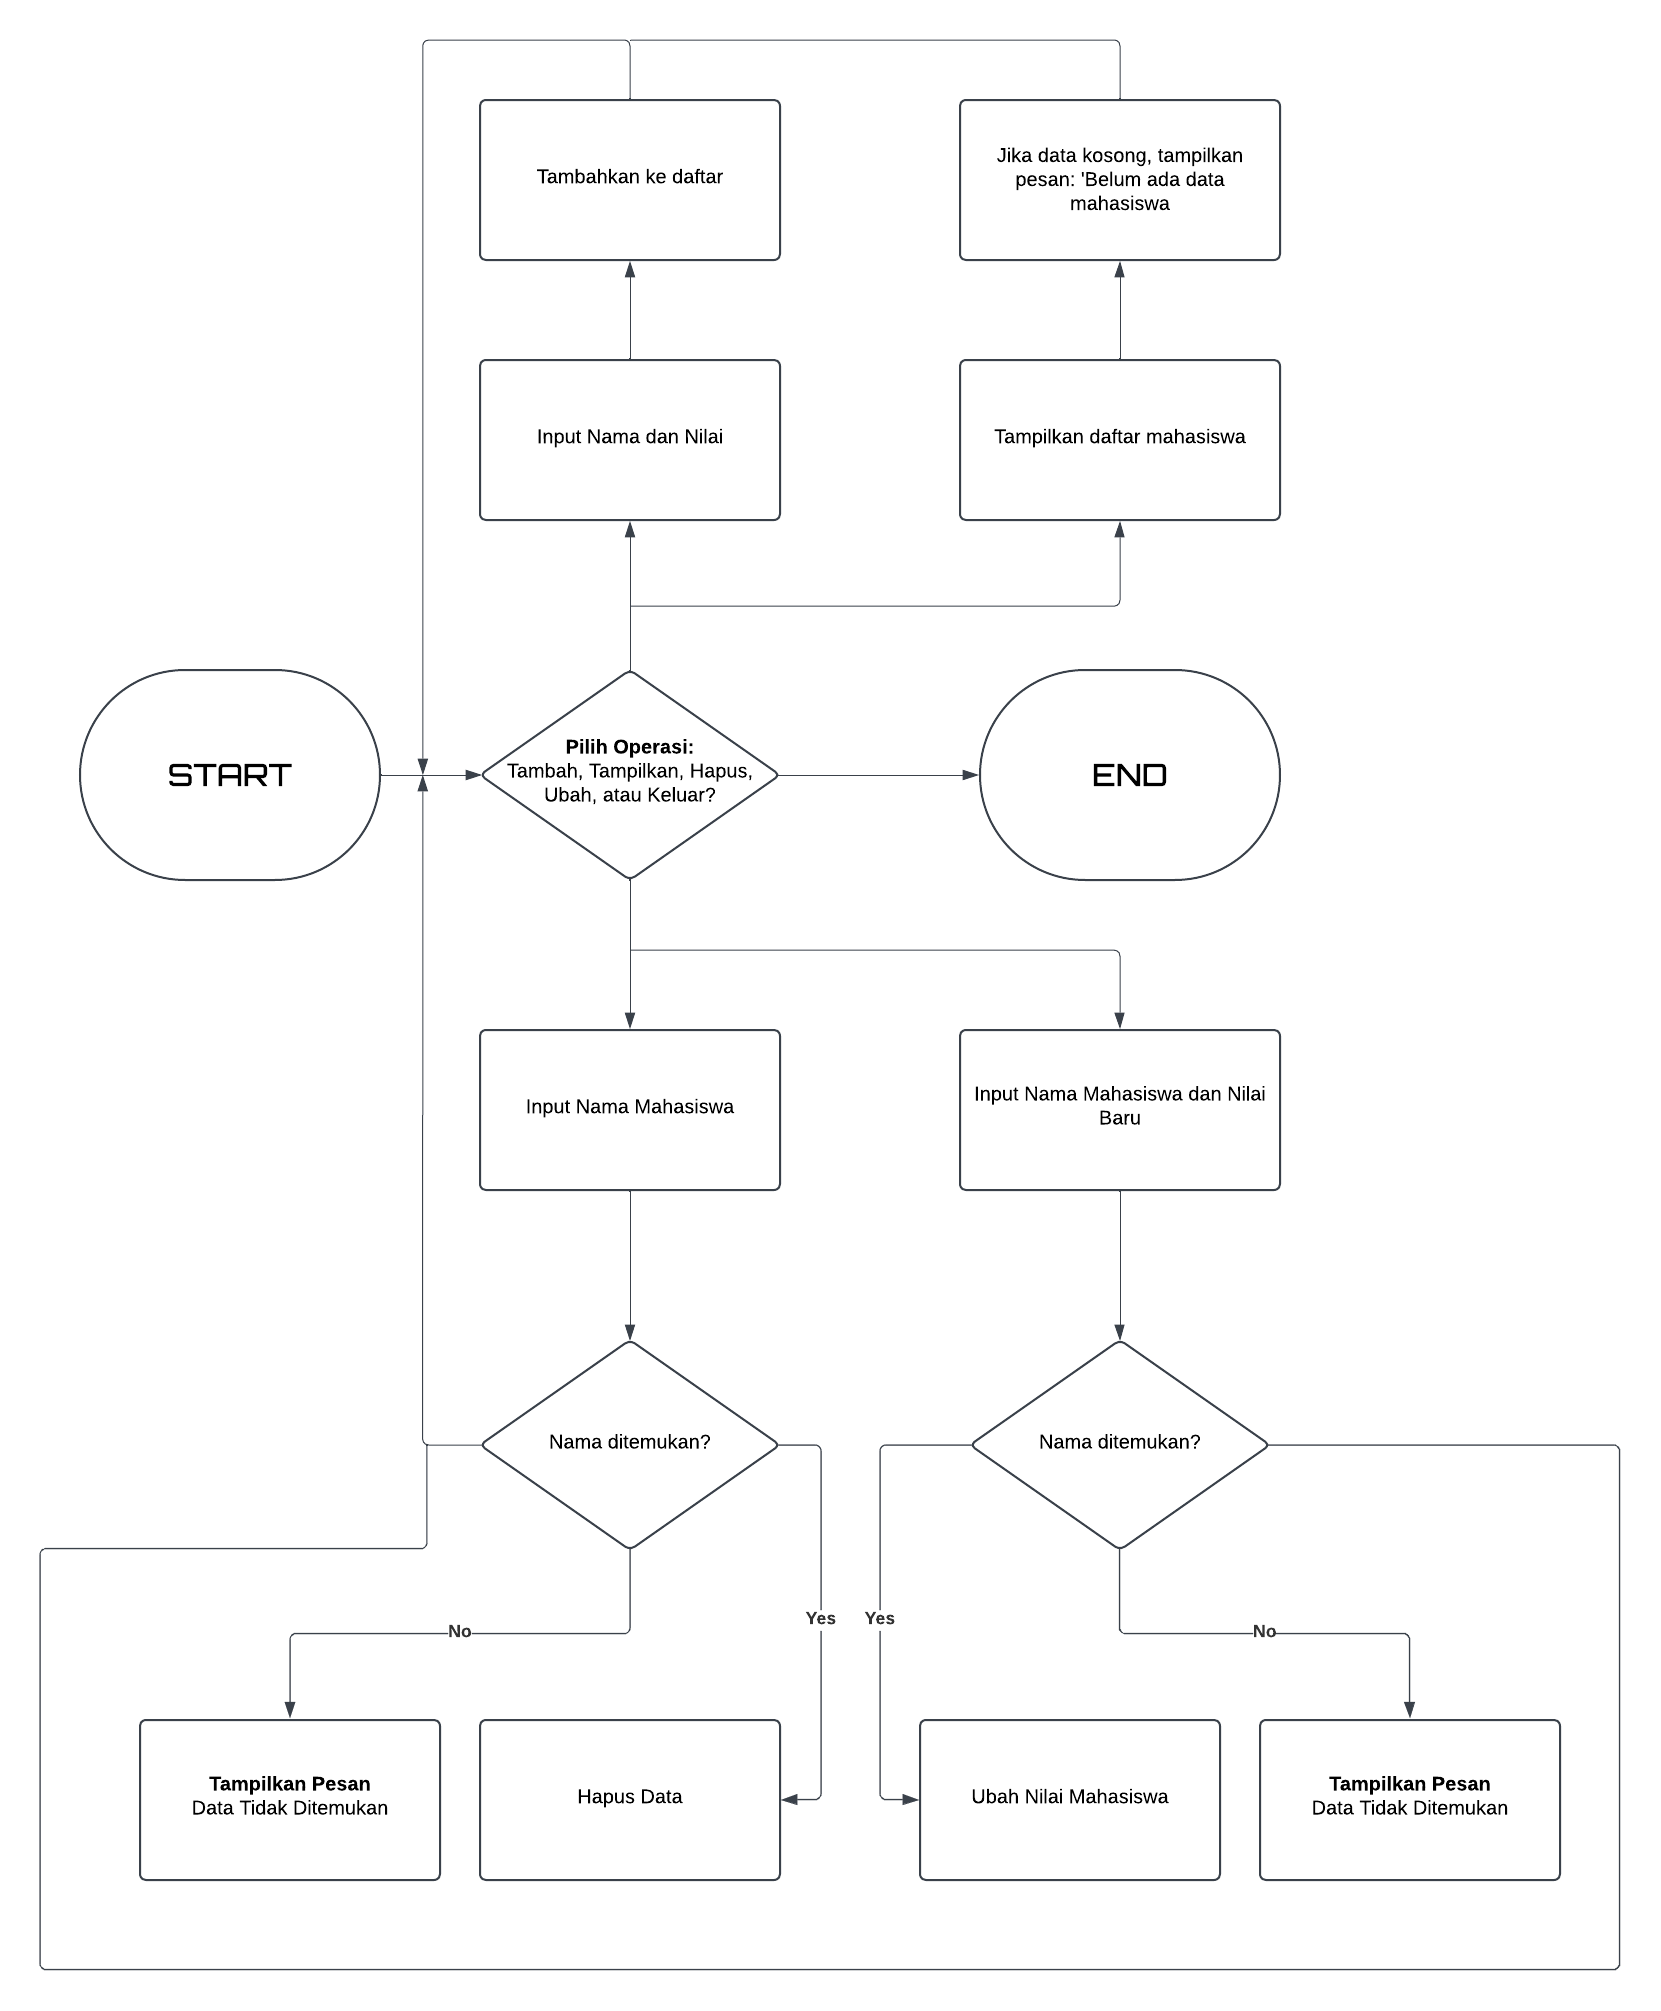 Tambahkan ke daftar
Jika data kosong, tampilkan
pesan: 'Belum ada data
mahasiswa
Input Nama dan Nilai
Tampilkan daftar mahasiswa
START
Pilih Operasi:
Tambah, Tampilkan, Hapus,
Ubah, atau Keluar?
END
Input Nama Mahasiswa
Input Nama Mahasiswa dan Nilai
Baru
Nama ditemukan?
Nama ditemukan?
No
Yes
Yes
No
Tampilkan Pesan
Data Tidak Ditemukan
Hapus Data
Ubah Nilai Mahasiswa
Tampilkan Pesan
Data Tidak Ditemukan